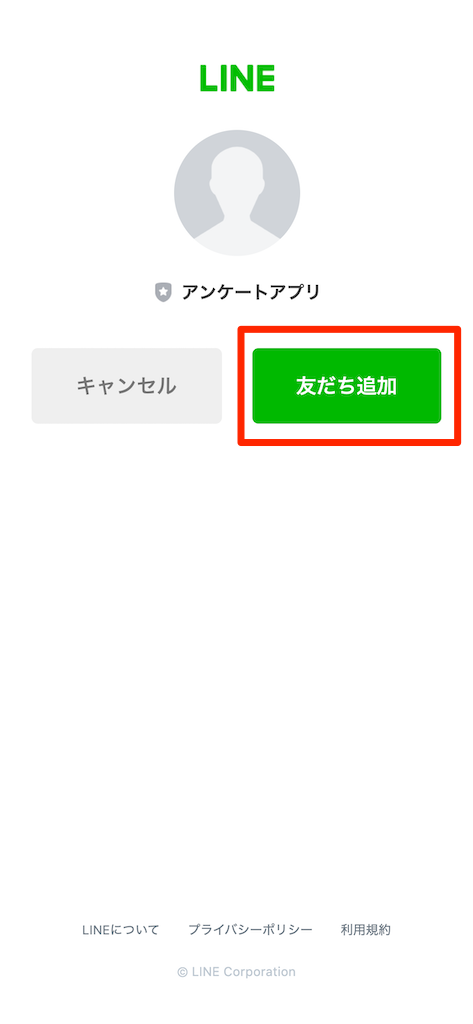 LINE
アンケートアプリ
キャンセル
友だち追加
LINEについて プライバシーポリシー 利用規約
© LINE Corporation